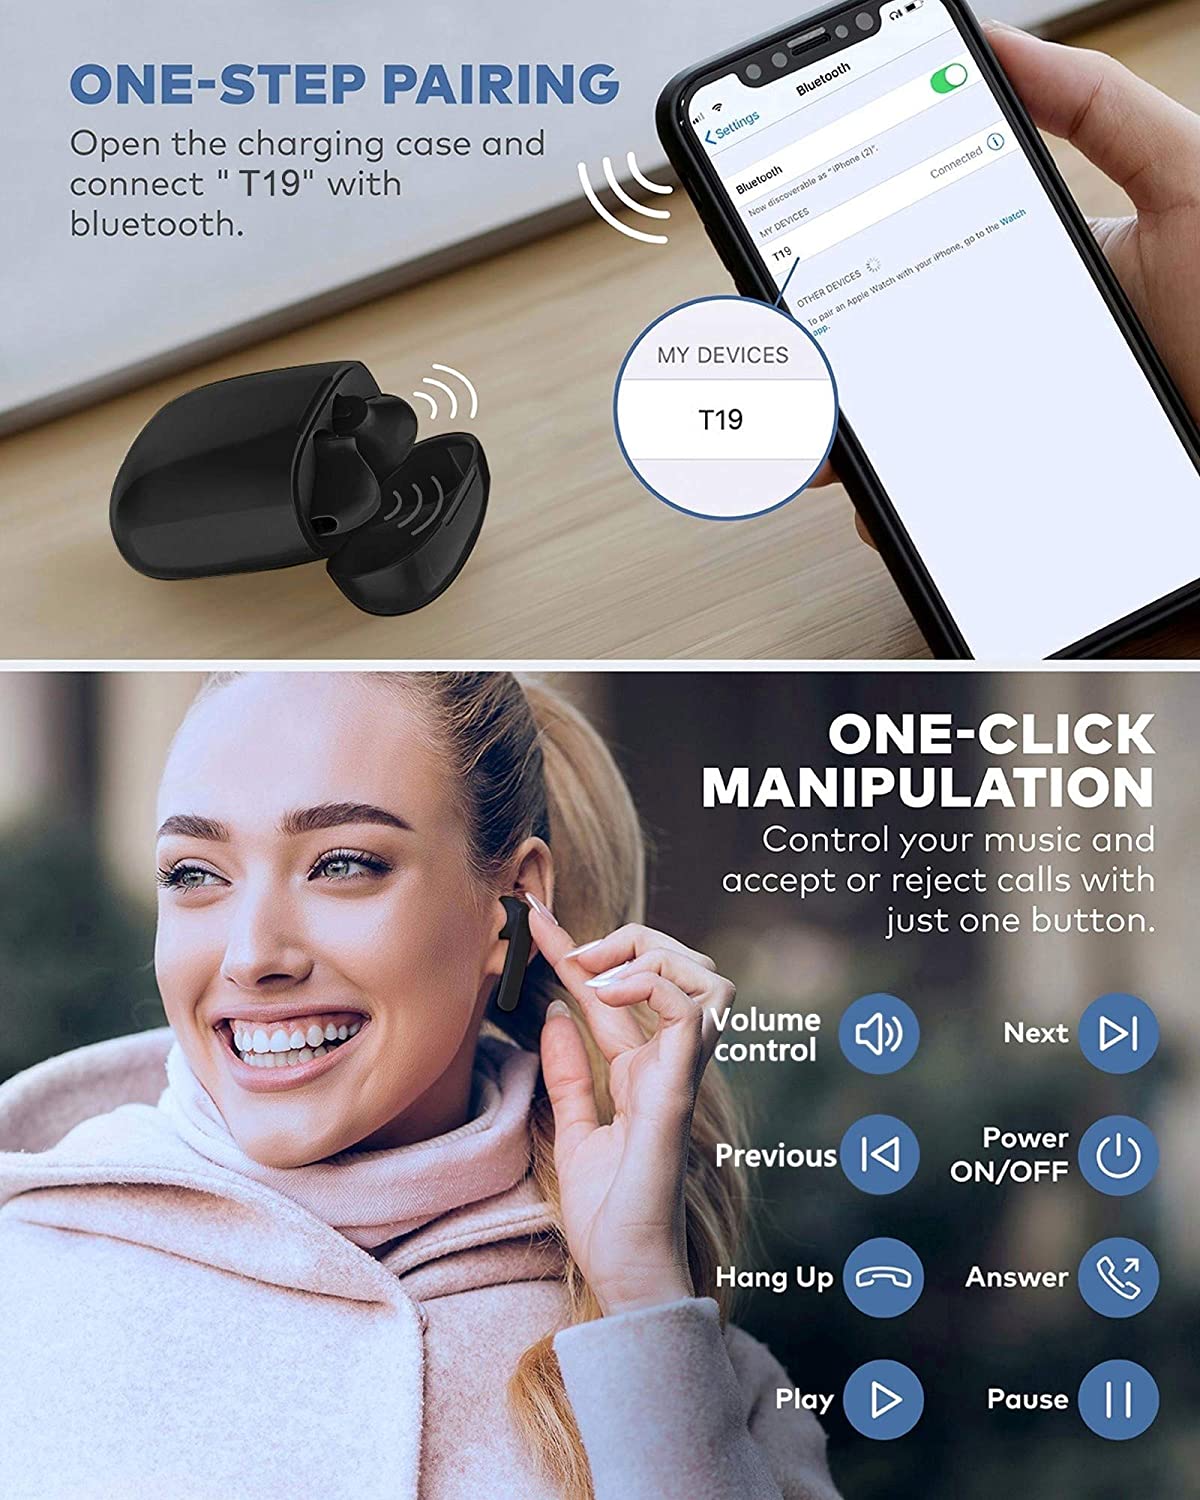 ONE-STEP PAIRING
Open the charging case and
connect " T19" with
bluetooth.
Settings
Bluetooth
Bluetooth
Now discoverable as "iPhone (2)".
MY DEVICES
T19
Connected
OTHER DEVICES
To pair an Apple Watch with your iPhone, go to the Watch
app.
MY DEVICES
T19
ONE-CLICK
MANIPULATION
Control your music and
accept or reject calls with
just one button.
Volume
control
Next
Previous
Power
ON/OFF
Hang Up
Answer
Play
Pause